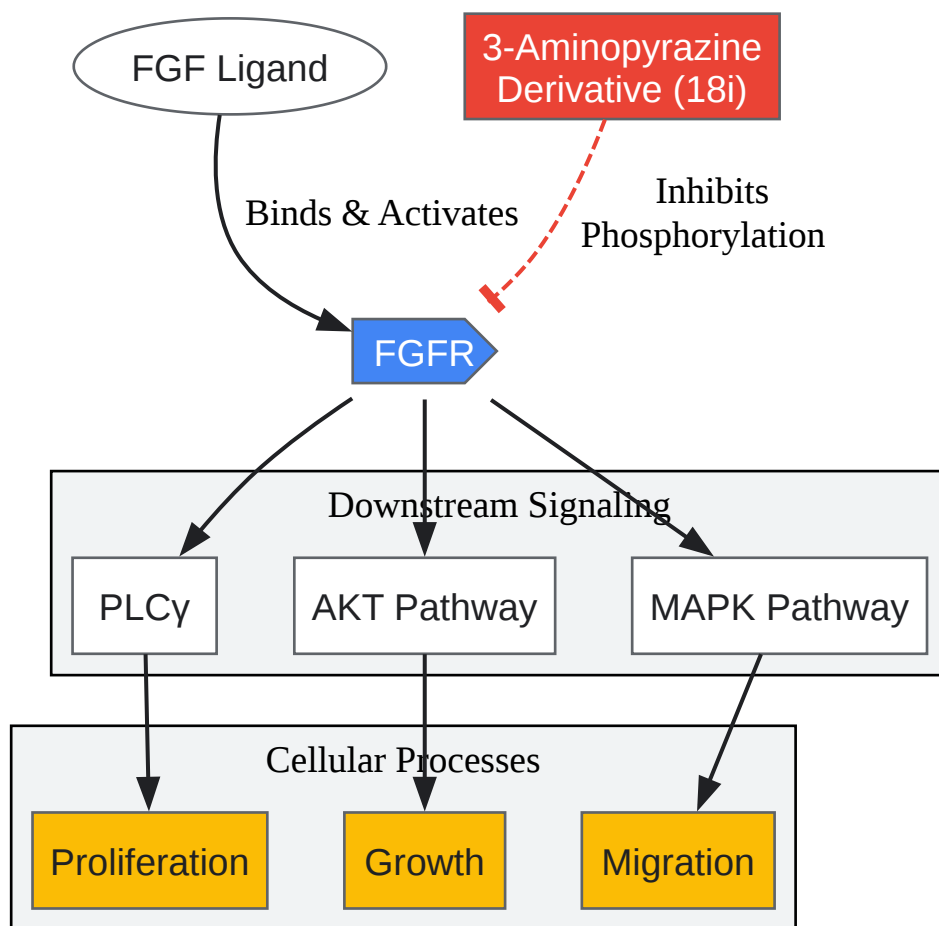 FGF Ligand
3-Aminopyrazine
Derivative (18i)
Binds & Activates
Inhibits
Phosphorylation
FGFR
Downstream Signaling
PLCγ
AKT Pathway
MAPK Pathway
Cellular Processes
Proliferation
Growth
Migration